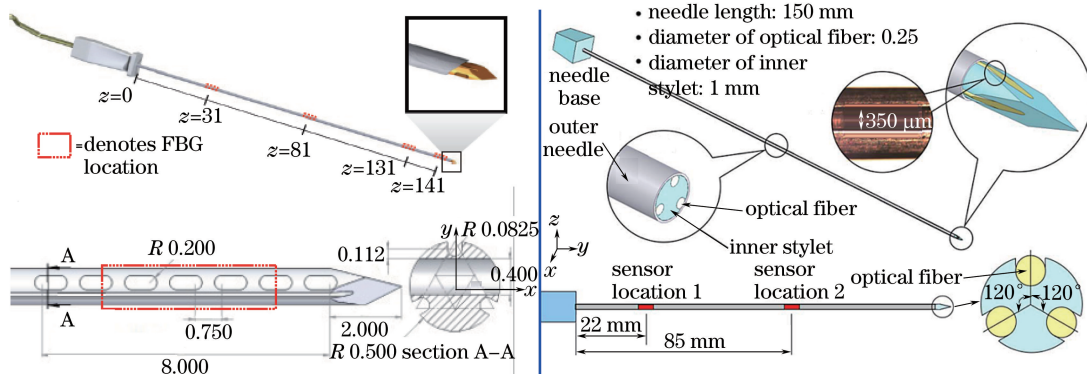 z=0
z=31
z=81
z=131
z=141
=denotes FBG
location
A
A
R 0.200
0.750
8.000
2.000
y
R 0.0825
0.112
0.400
x
R 0.500 section A–A
• needle length: 150 mm
• diameter of optical fiber: 0.25
• diameter of inner
stylet: 1 mm
needle
base
outer
needle
350 μm
optical fiber
inner stylet
z
y
x
sensor
location 1
sensor
location 2
22 mm
85 mm
optical fiber
120°
120°